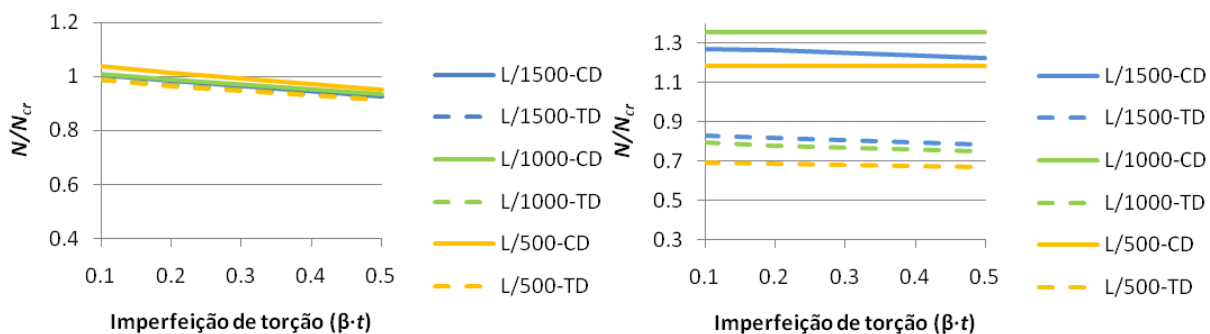 1.2
1
0.8
0.6
0.4
N/Ncr
0.1 0.2 0.3 0.4 0.5
Imperfeição de torção (β·t)
L/1500-CD
L/1500-TD
L/1000-CD
L/1000-TD
L/500-CD
L/500-TD
1.3
1.1
0.9
0.7
0.5
0.3
N/Ncr
0.1 0.2 0.3 0.4 0.5
Imperfeição de torção (β·t)
L/1500-CD
L/1500-TD
L/1000-CD
L/1000-TD
L/500-CD
L/500-TD